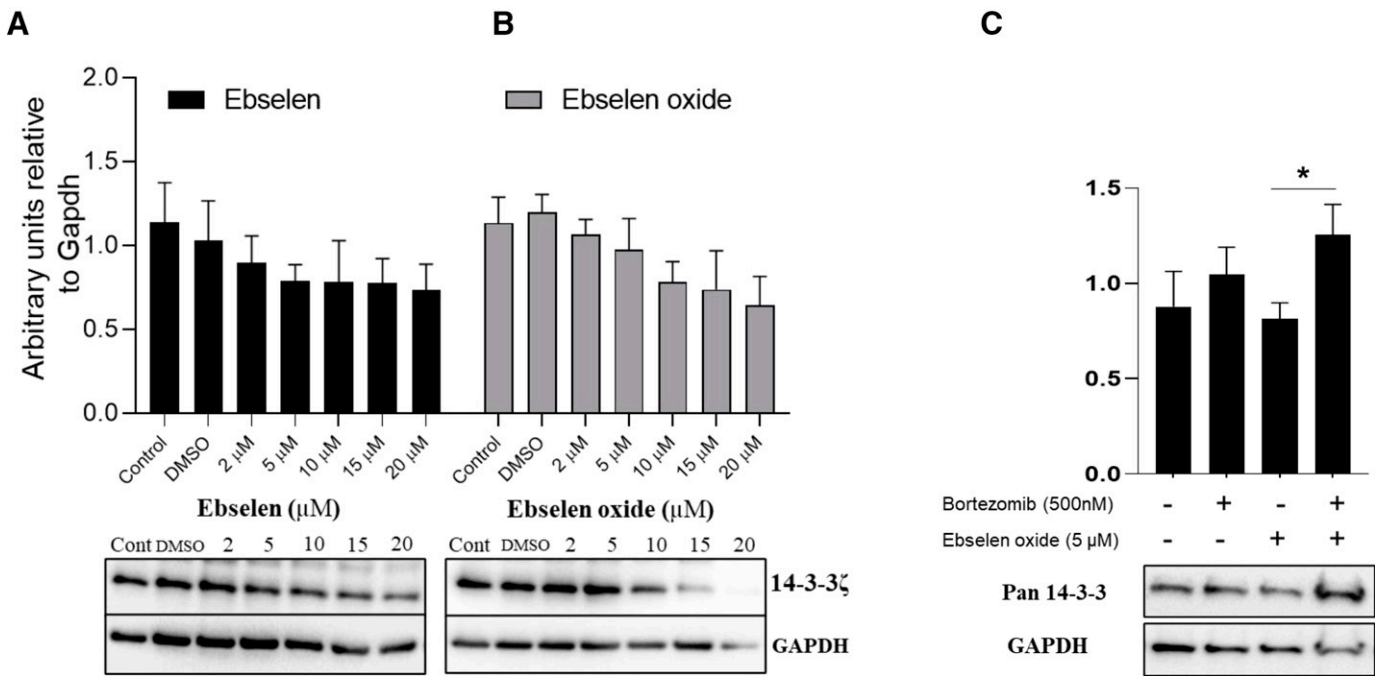 A
B
C
Arbitrary units relative
to Gapdh
2.0
1.5
1.0
0.5
0.0
Ebselen
Ebselen oxide
Control
DMSO
2 µM
5 µM
10 µM
15 µM
20 µM
Control
DMSO
2 µM
5 µM
10 µM
15 µM
20 µM
Ebselen (µM)
Ebselen oxide (µM)
Cont DMSO 2 5 10 15 20
Cont DMSO 2 5 10 15 20
14-3-3ζ
GAPDH
*
1.5
1.0
0.5
0.0
Bortezomib (500nM) - + - +
Ebselen oxide (5 µM) - - + +
Pan 14-3-3
GAPDH